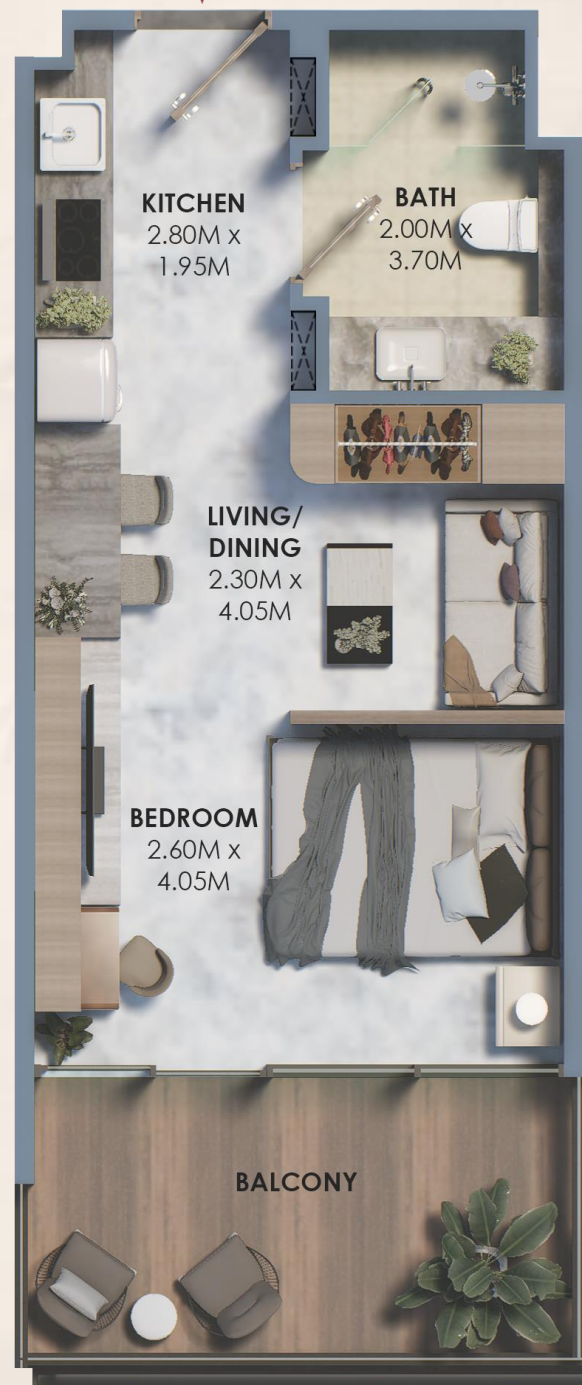 KITCHEN
2.80M x
1.95M
BATH
2.00M x
3.70M
LIVING/
DINING
2.30M x
4.05M
BEDROOM
2.60M x
4.05M
BALCONY